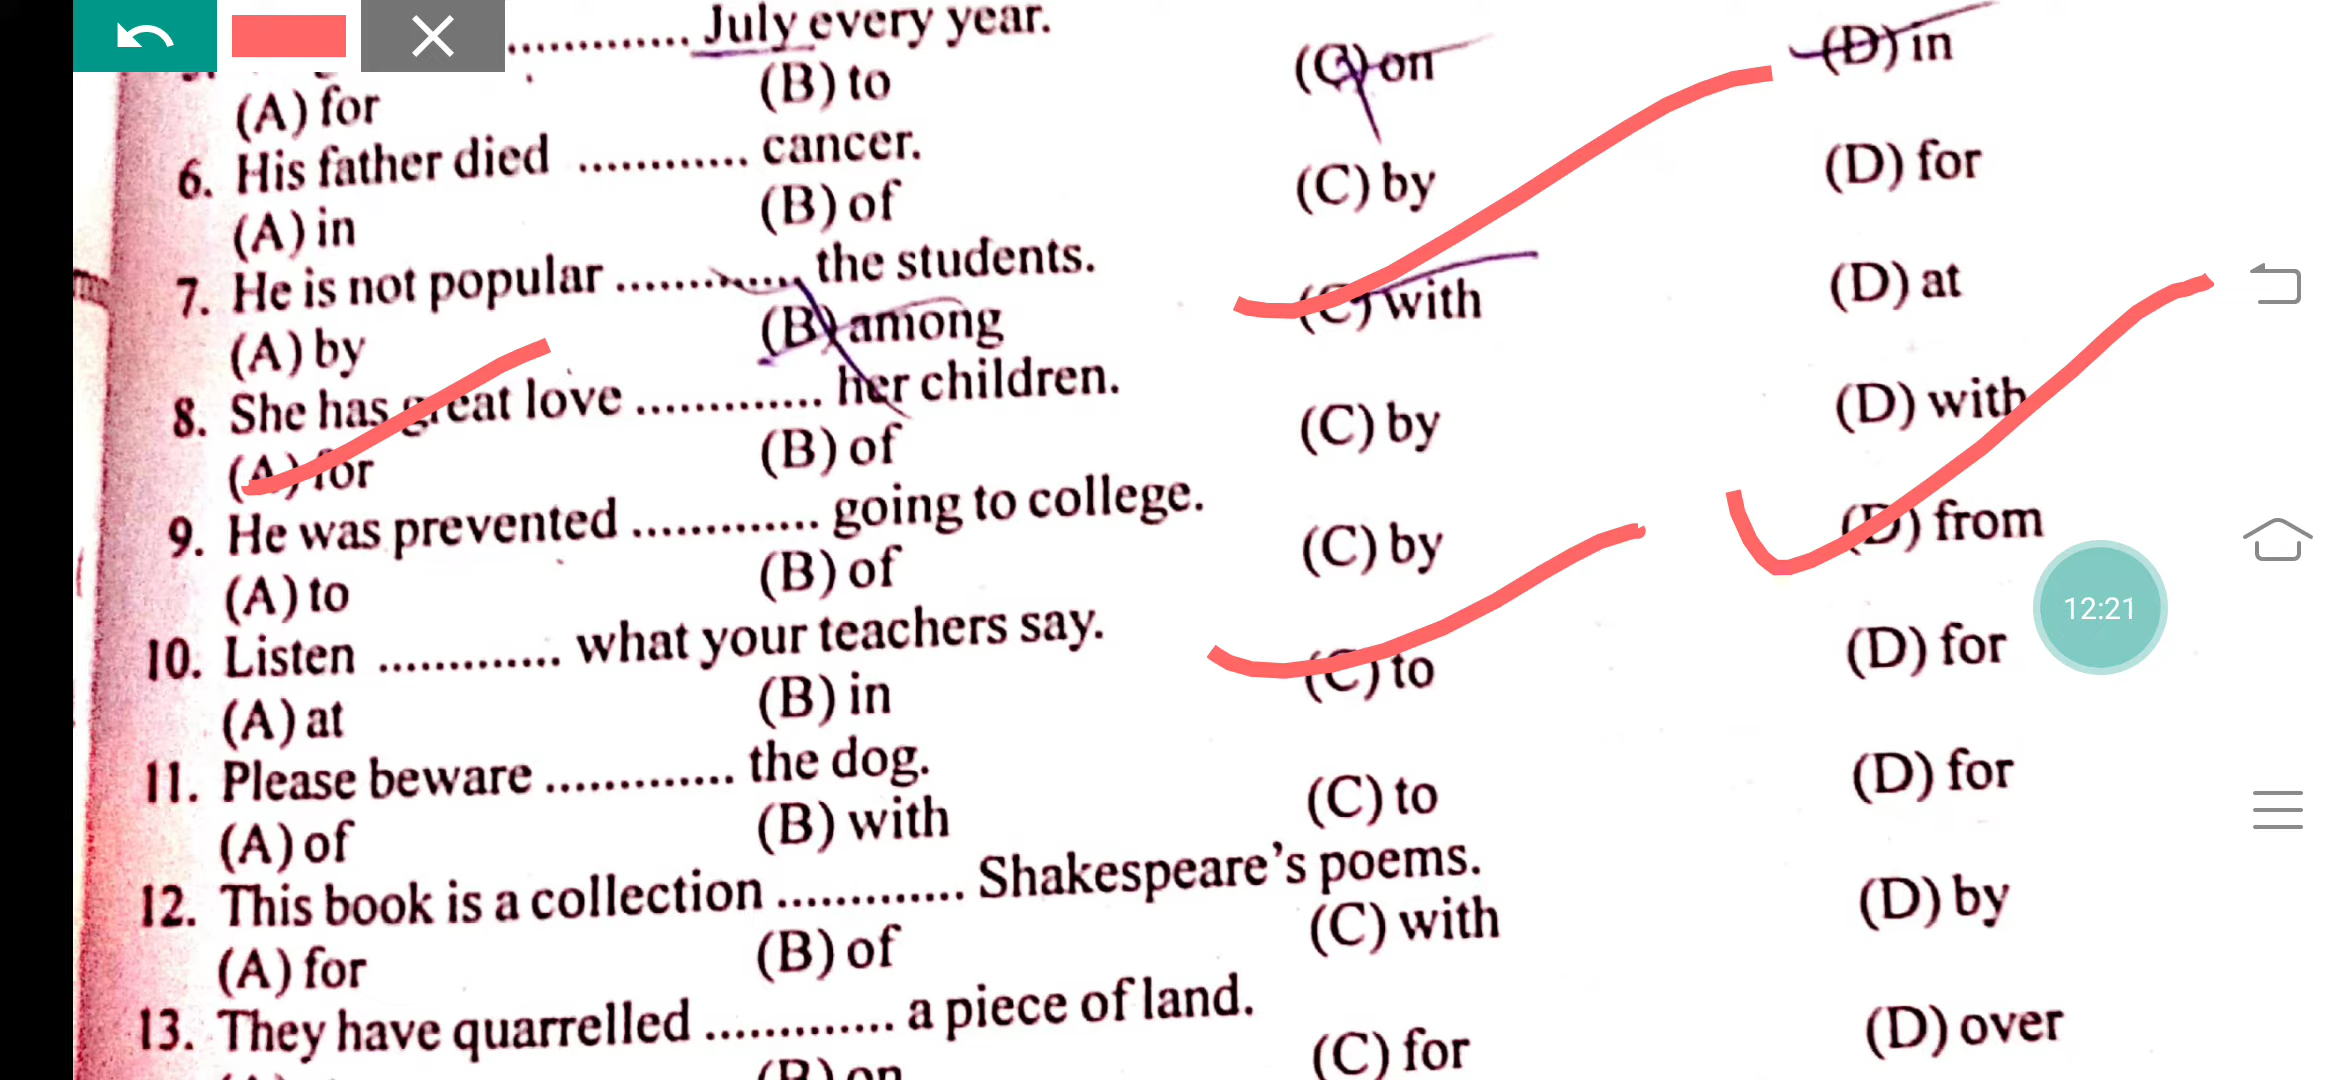 ............. July every year.
(A) for (B) to (C) on (D) in
6. His father died ............ cancer.
(A) in (B) of (C) by (D) for
7. He is not popular ............. the students.
(A) by (B) among (C) with (D) at
8. She has great love ............. her children.
(A) for (B) of (C) by (D) with
9. He was prevented ............. going to college.
(A) to (B) of (C) by (D) from
12:21
10. Listen ............. what your teachers say.
(A) at (B) in (C) to (D) for
11. Please beware ............. the dog.
(A) of (B) with (C) to (D) for
12. This book is a collection ............. Shakespeare's poems.
(A) for (B) of (C) with (D) by
13. They have quarrelled ............. a piece of land.
(B) on (C) for (D) over